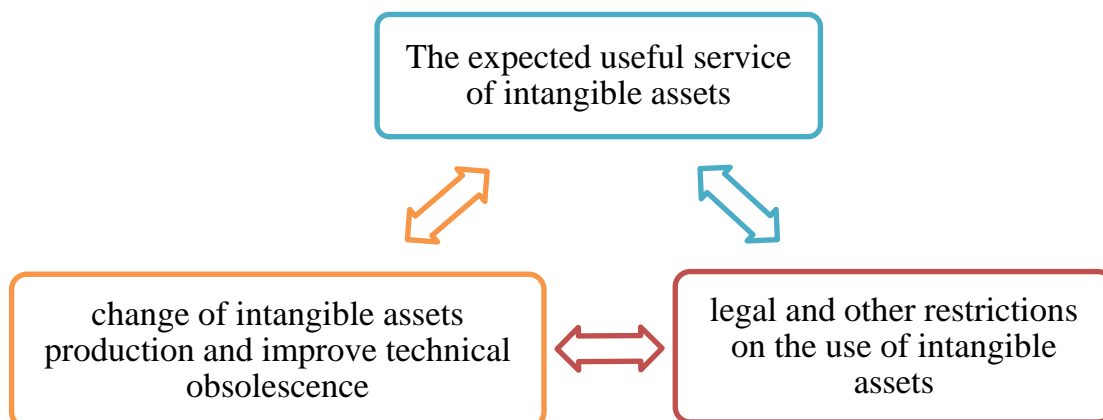 The expected useful service
of intangible assets
change of intangible assets
production and improve technical
obsolescence
legal and other restrictions
on the use of intangible
assets